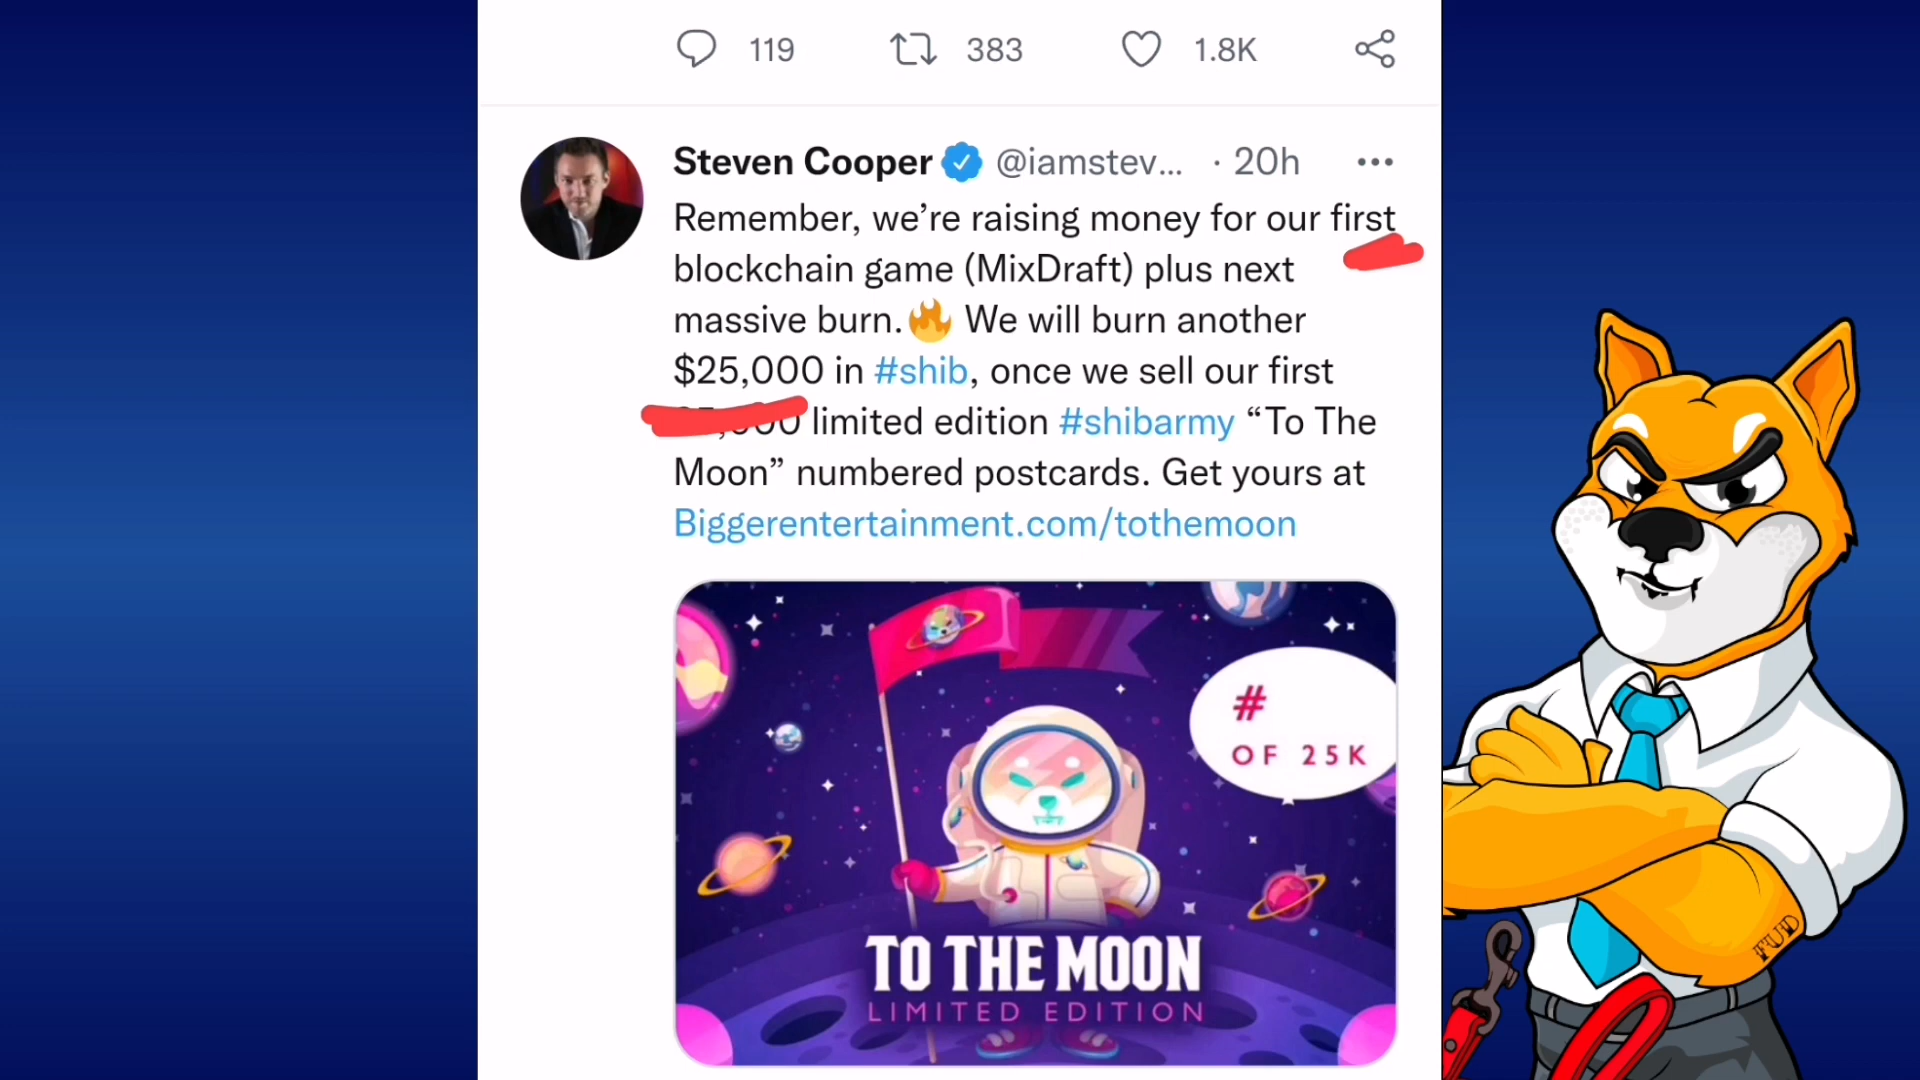 119 383 1.8K
Steven Cooper @iamstev... · 20h
Remember, we’re raising money for our first
blockchain game (MixDraft) plus next
massive burn.🔥 We will burn another
$25,000 in #shib, once we sell our first
limited edition #shibarmy “To The
Moon” numbered postcards. Get yours at
Biggerentertainment.com/tothemoon
#
OF 25K
TO THE MOON
LIMITED EDITION
FUD